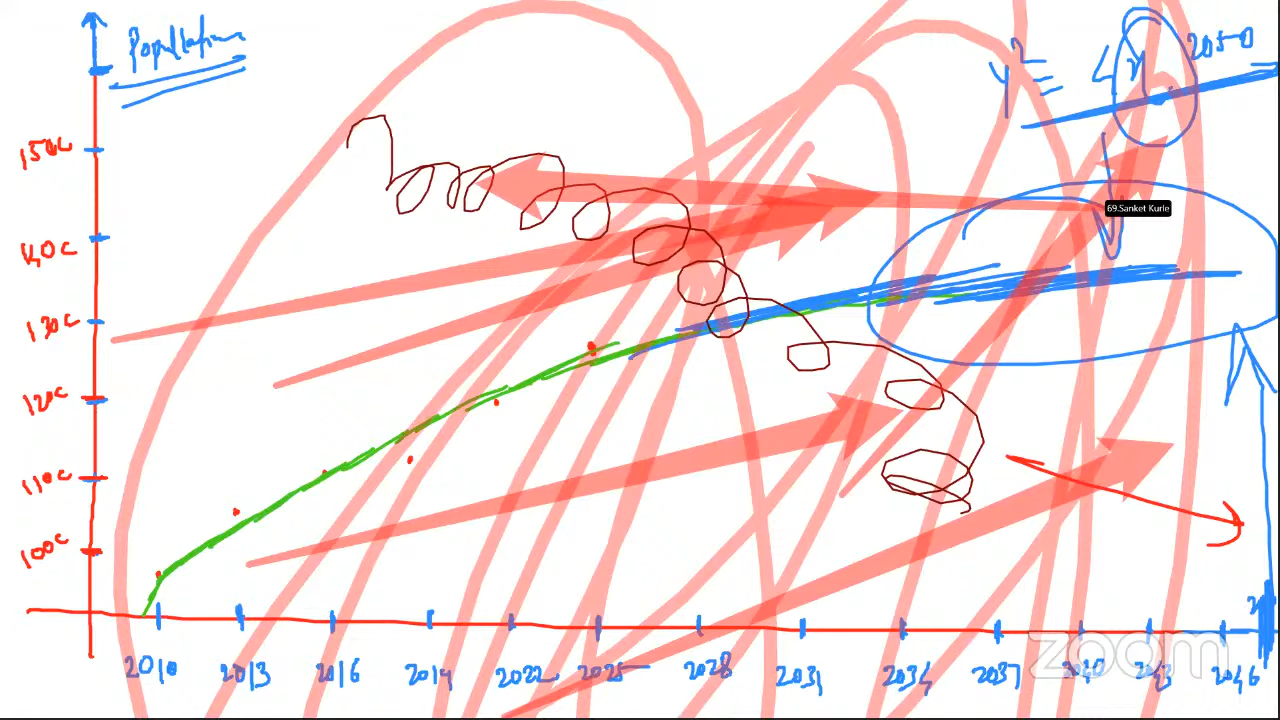 Population
2050
150c
140c
130c
69.Sanket Kurle
120c
110c
100c
2010 2013 2016 2019 2022 2025 2028 2031 2034 2037 2040 2043 2046
zoom